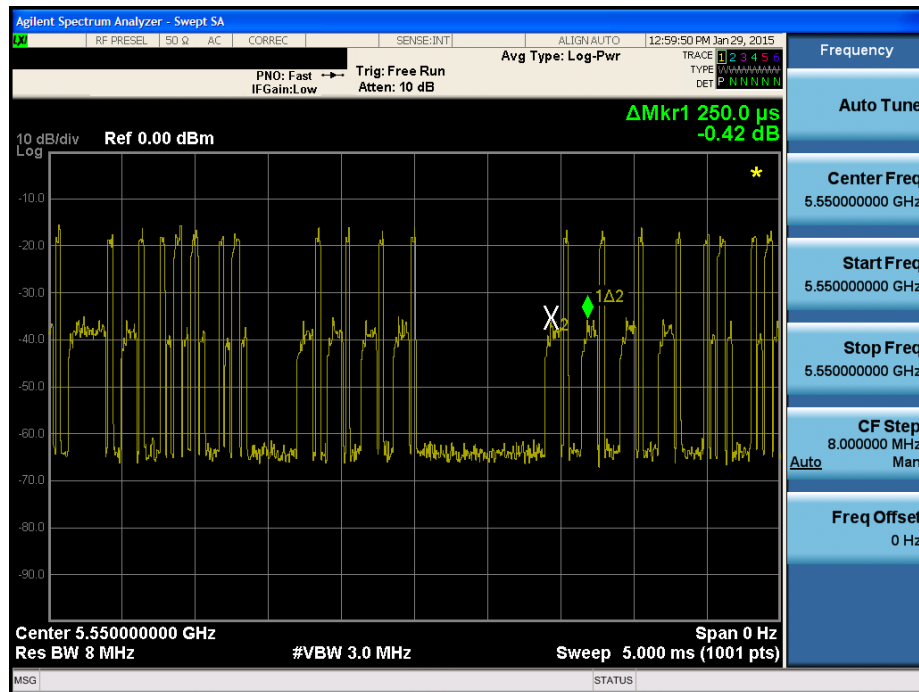 Agilent Spectrum Analyzer - Swept SA
LXI RF PRESEL 50 Ω AC CORREC SENSE:INT ALIGN AUTO 12:59:50 PM Jan 29, 2015
PNO: Fast
IFGain:Low
Trig: Free Run
Atten: 10 dB
Avg Type: Log-Pwr
TRACE 1 2 3 4 5 6
TYPE WWWWWW
DET P N N N N N
ΔMkr1 250.0 µs
-0.42 dB
10 dB/div Ref 0.00 dBm
Log
-10.0
-20.0
-30.0
-40.0
-50.0
-60.0
-70.0
-80.0
-90.0
X2
1Δ2
*
Center 5.550000000 GHz Span 0 Hz
Res BW 8 MHz #VBW 3.0 MHz Sweep 5.000 ms (1001 pts)
MSG STATUS
Frequency
Auto Tune
Center Freq
5.550000000 GHz
Start Freq
5.550000000 GHz
Stop Freq
5.550000000 GHz
CF Step
8.000000 MHz
Auto Man
Freq Offset
0 Hz